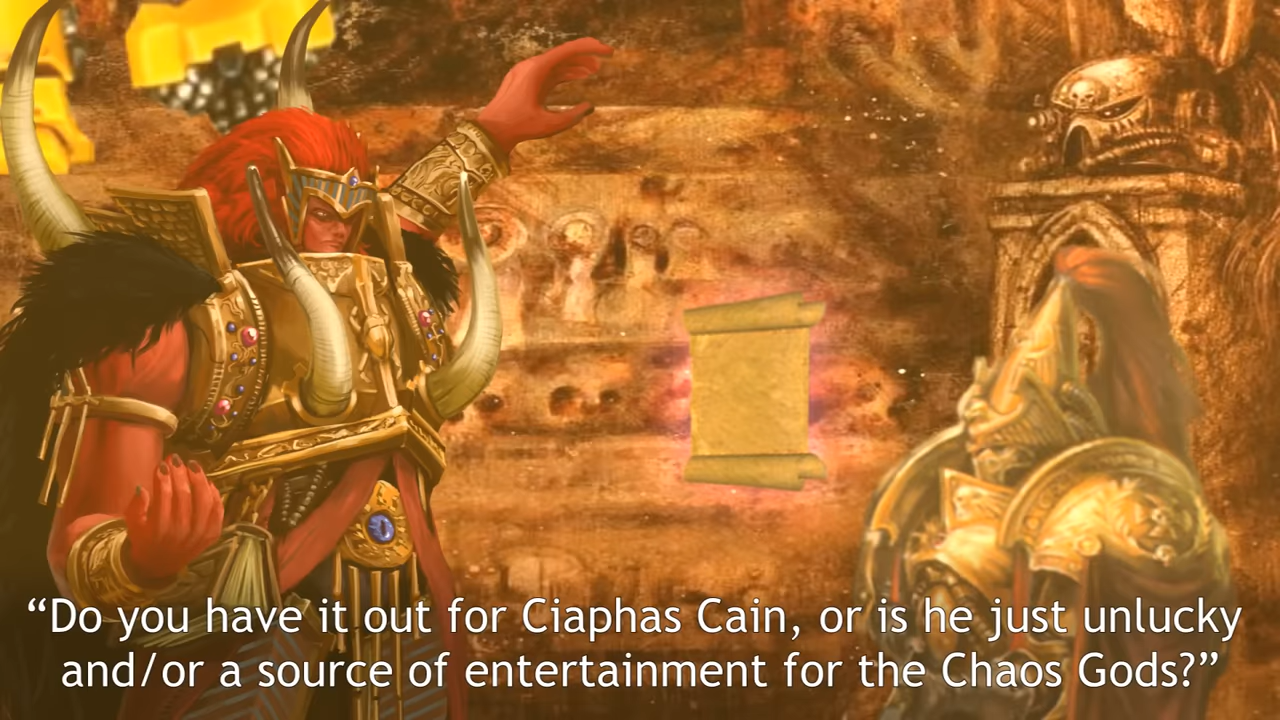 “Do you have it out for Ciaphas Cain, or is he just unlucky
and/or a source of entertainment for the Chaos Gods?”